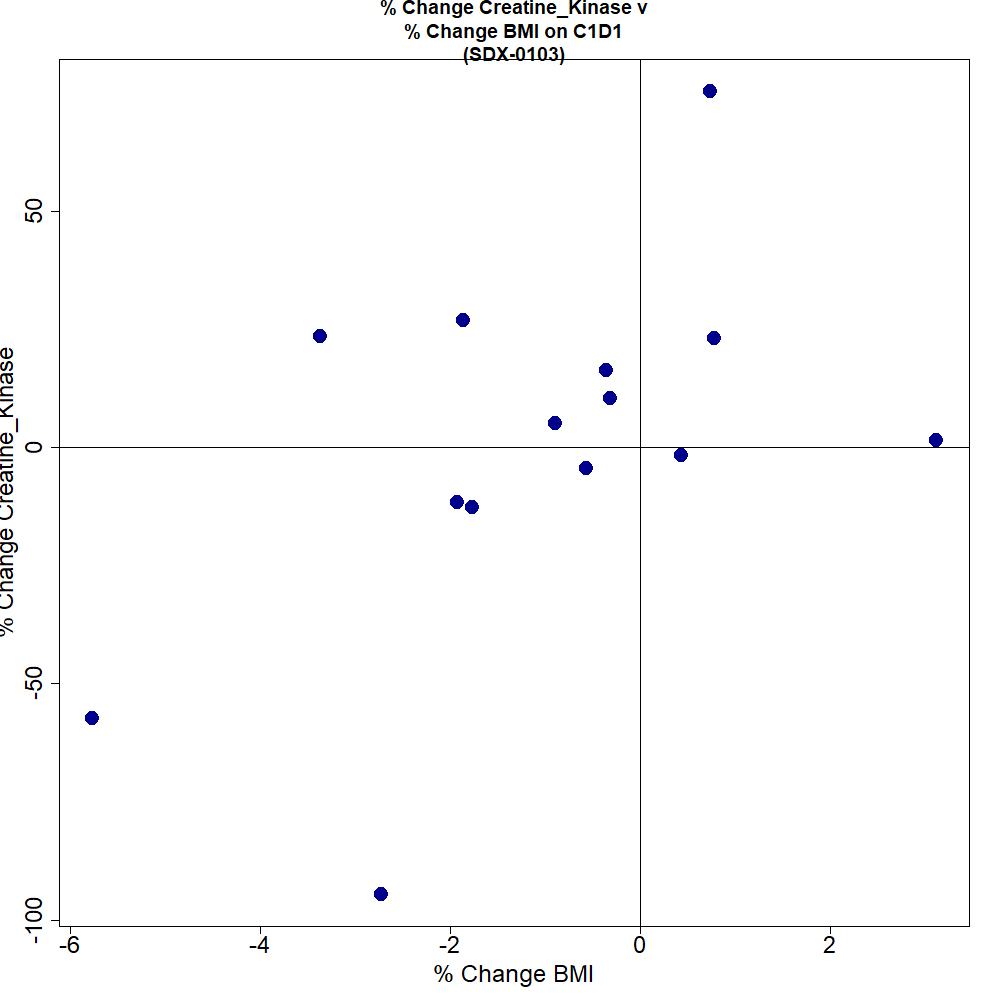 % Change Creatine_Kinase v
% Change BMI on C1D1
(SDX-0103)
% Change Creatine_Kinase
50
0
-50
-100
-6
-4
-2
0
2
% Change BMI